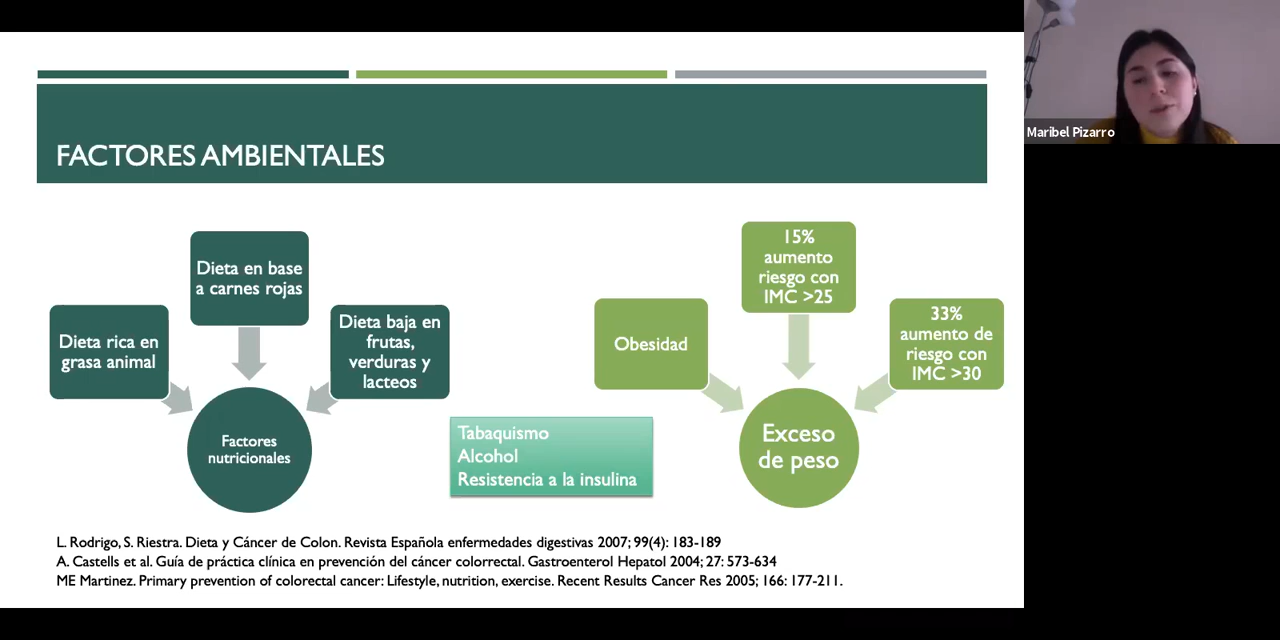 FACTORES AMBIENTALES
Dieta rica en
grasa animal
Dieta en base
a carnes rojas
Dieta baja en
frutas,
verduras y
lacteos
Factores
nutricionales
Tabaquismo
Alcohol
Resistencia a la insulina
Obesidad
15%
aumento
riesgo con
IMC >25
33%
aumento de
riesgo con
IMC >30
Exceso
de peso
L. Rodrigo, S. Riestra. Dieta y Cáncer de Colon. Revista Española enfermedades digestivas 2007; 99(4): 183-189
A. Castells et al. Guía de práctica clínica en prevención del cáncer colorrectal. Gastroenterol Hepatol 2004; 27: 573-634
ME Martinez. Primary prevention of colorectal cancer: Lifestyle, nutrition, exercise. Recent Results Cancer Res 2005; 166: 177-211.
Maribel Pizarro